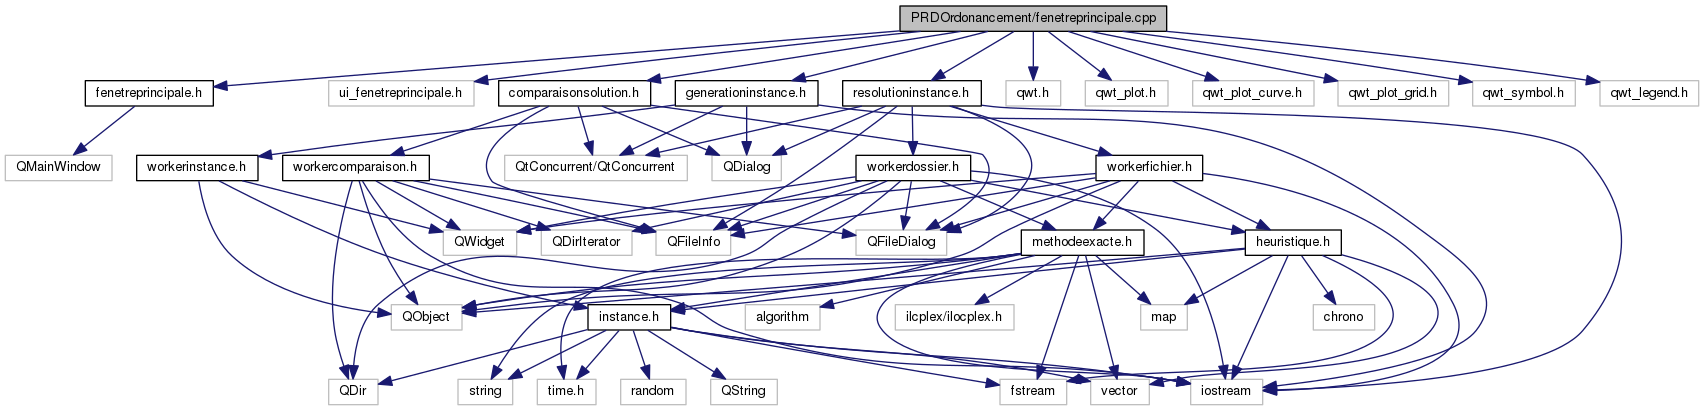 PRDOrdonancement/fenetreprincipale.cpp
fenetreprincipale.h
ui_fenetreprincipale.h
comparaisonsolution.h
generationinstance.h
resolutioninstance.h
qwt.h
qwt_plot.h
qwt_plot_curve.h
qwt_plot_grid.h
qwt_symbol.h
qwt_legend.h
QMainWindow
workerinstance.h
workercomparaison.h
QtConcurrent/QtConcurrent
QDialog
workerdossier.h
workerfichier.h
QWidget
QDirIterator
QFileInfo
QFileDialog
methodeexacte.h
heuristique.h
QObject
instance.h
algorithm
ilcplex/ilocplex.h
map
chrono
QDir
string
time.h
random
QString
fstream
vector
iostream